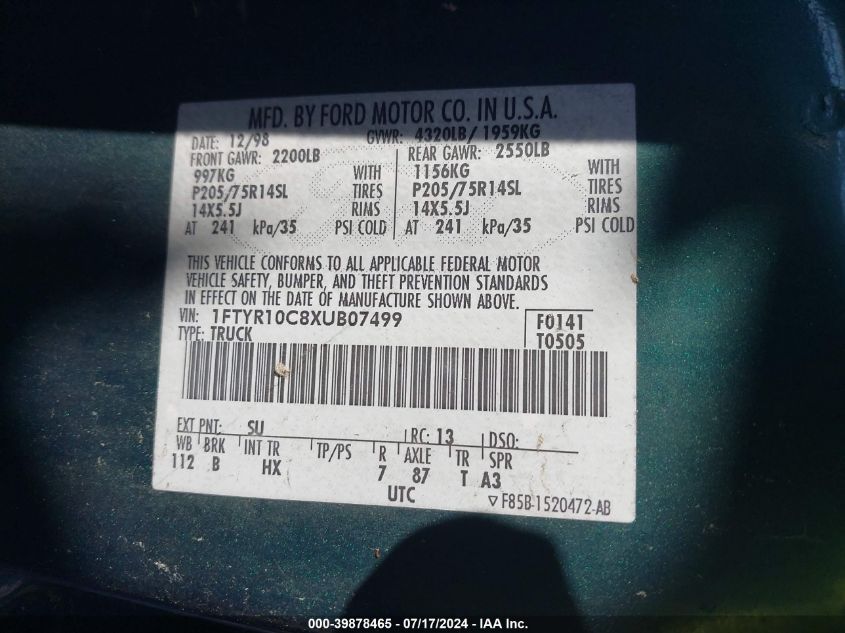 MFD. BY FORD MOTOR CO. IN U.S.A.
DATE: 12/98 GVWR: 4320LB/ 1959KG
FRONT GAWR: 2200LB REAR GAWR: 2550LB
997KG WITH 1156KG WITH
P205/75R14SL TIRES P205/75R14SL TIRES
14X5.5J RIMS 14X5.5J RIMS
AT 241 kPa/35 PSI COLD AT 241 kPa/35 PSI COLD
THIS VEHICLE CONFORMS TO ALL APPLICABLE FEDERAL MOTOR
VEHICLE SAFETY, BUMPER, AND THEFT PREVENTION STANDARDS
IN EFFECT ON THE DATE OF MANUFACTURE SHOWN ABOVE.
VIN: 1FTYR10C8XUB07499 F0141
TYPE: TRUCK T0505
EXT PNT: SU RC: 13 DSO:
WB BRK INT TR TP/PS R AXLE TR SPR
112 B HX 7 87 T A3
UTC
▽F85B-1520472-AB
000-39878465 - 07/17/2024 - IAA Inc.